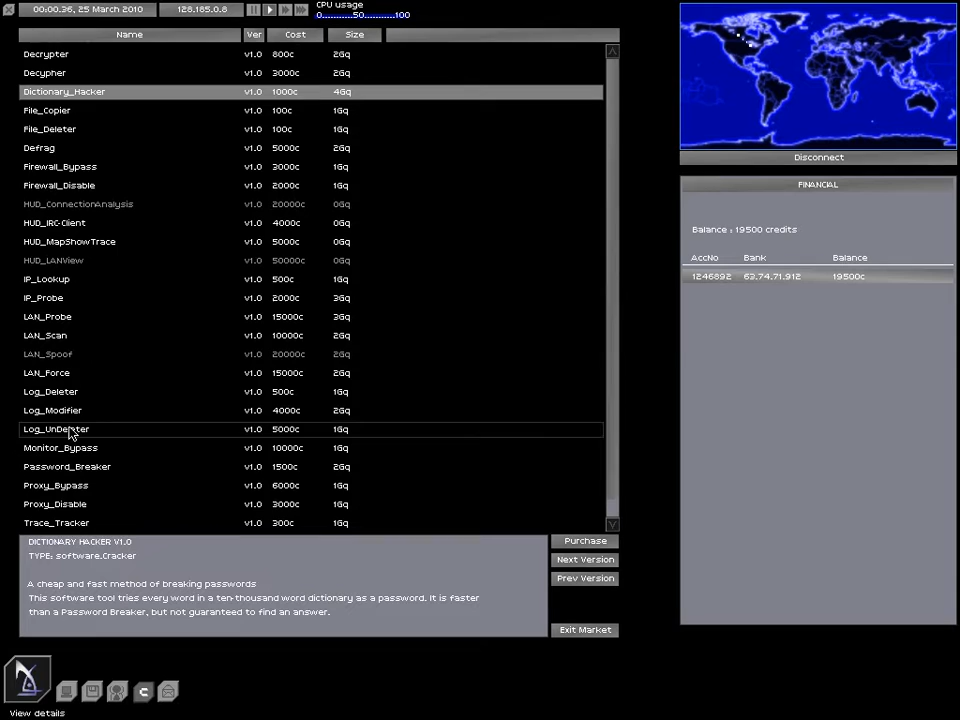 00:00.36, 25 March 2010
128.185.0.8
CPU usage
0..........50..........100
Name Ver Cost Size
Decrypter v1.0 800c 2Gq
Decypher v1.0 3000c 2Gq
Dictionary_Hacker v1.0 1000c 4Gq
File_Copier v1.0 100c 1Gq
File_Deleter v1.0 100c 1Gq
Defrag v1.0 5000c 2Gq
Firewall_Bypass v1.0 3000c 1Gq
Firewall_Disable v1.0 2000c 1Gq
HUD_ConnectionAnalysis v1.0 20000c 0Gq
HUD_IRC-Client v1.0 4000c 0Gq
HUD_MapShowTrace v1.0 5000c 0Gq
HUD_LANView v1.0 50000c 0Gq
IP_Lookup v1.0 500c 1Gq
IP_Probe v1.0 2000c 3Gq
LAN_Probe v1.0 15000c 3Gq
LAN_Scan v1.0 10000c 2Gq
LAN_Spoof v1.0 20000c 2Gq
LAN_Force v1.0 15000c 2Gq
Log_Deleter v1.0 500c 1Gq
Log_Modifier v1.0 4000c 2Gq
Log_UnDeleter v1.0 5000c 1Gq
Monitor_Bypass v1.0 10000c 1Gq
Password_Breaker v1.0 1500c 2Gq
Proxy_Bypass v1.0 6000c 1Gq
Proxy_Disable v1.0 3000c 1Gq
Trace_Tracker v1.0 300c 1Gq
DICTIONARY HACKER V1.0
TYPE: software.Cracker
A cheap and fast method of breaking passwords
This software tool tries every word in a ten-thousand word dictionary as a password. It is faster
than a Password Breaker, but not guaranteed to find an answer.
Purchase
Next Version
Prev Version
Exit Market
Disconnect
FINANCIAL
Balance : 19500 credits
AccNo Bank Balance
1246892 63.74.71.912 19500c
C
View details